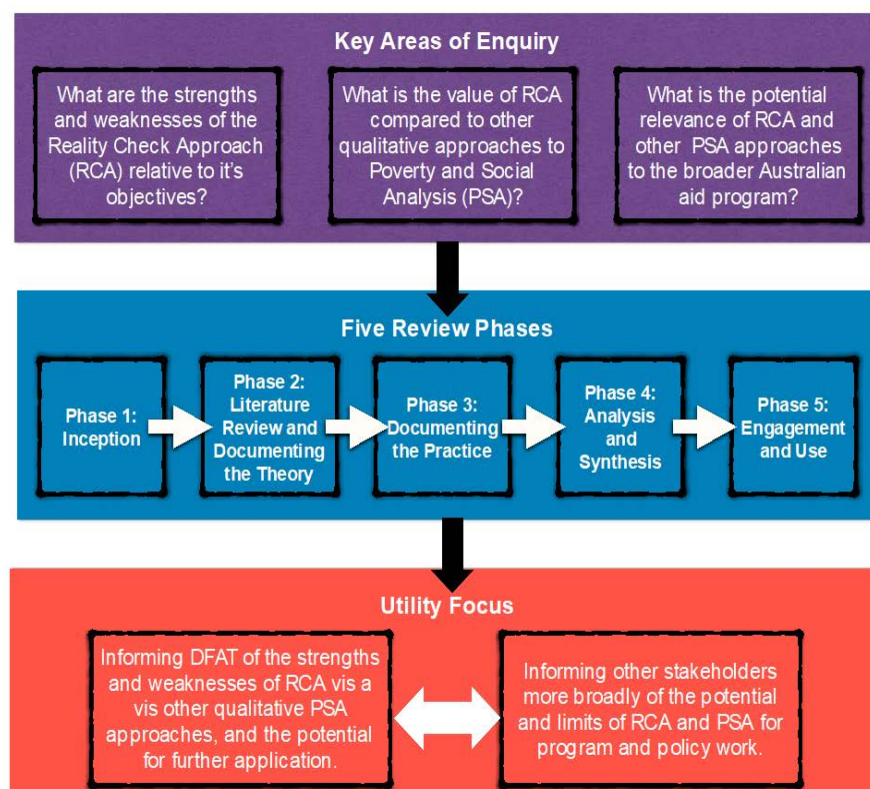 Key Areas of Enquiry
What are the strengths
and weaknesses of the
Reality Check Approach
(RCA) relative to it's
objectives?
What is the value of RCA
compared to other
qualitative approaches to
Poverty and Social
Analysis (PSA)?
What is the potential
relevance of RCA and
other PSA approaches
to the broader Australian
aid program?
Five Review Phases
Phase 1:
Inception
Phase 2:
Literature
Review and
Documenting
the Theory
Phase 3:
Documenting
the Practice
Phase 4:
Analysis
and
Synthesis
Phase 5:
Engagement
and Use
Utility Focus
Informing DFAT of the strengths
and weaknesses of RCA vis a
vis other qualitative PSA
approaches, and the potential
for further application.
Informing other stakeholders
more broadly of the potential
and limits of RCA and PSA for
program and policy work.